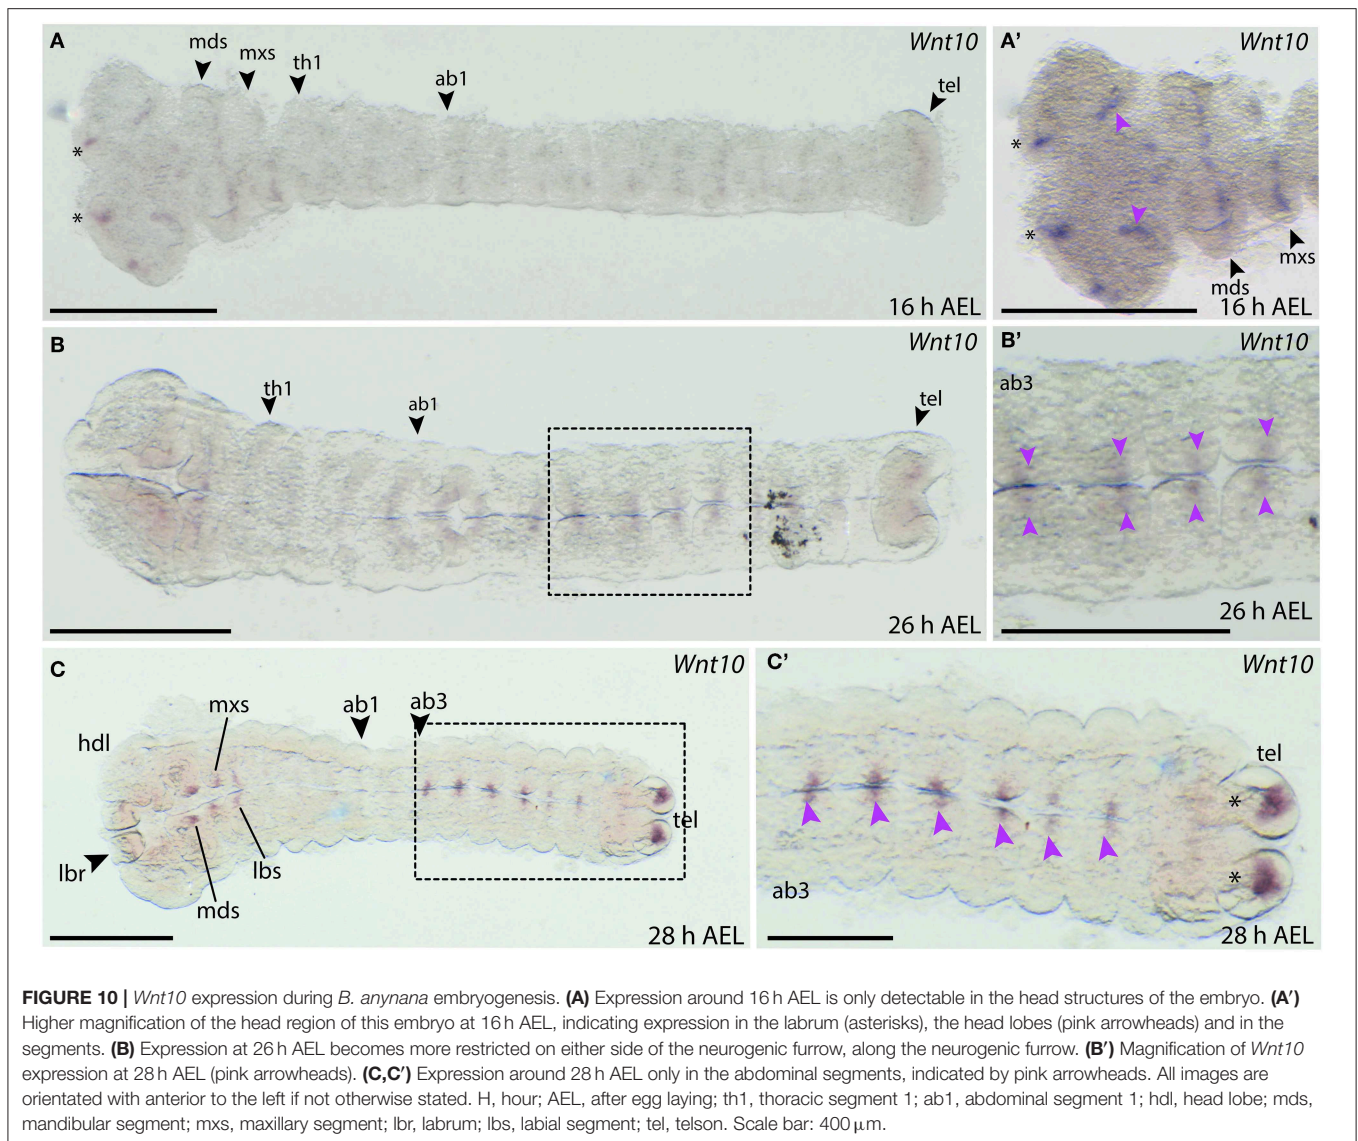 A
mds
mxs
th1
ab1
tel
Wnt10
*
*
16 h AEL
A'
Wnt10
*
*
mxs
mds
16 h AEL
B
th1
ab1
tel
Wnt10
26 h AEL
B'
Wnt10
ab3
26 h AEL
C
Wnt10
mxs
ab1
ab3
hdl
tel
lbr
lbs
mds
28 h AEL
C'
Wnt10
tel
*
*
ab3
28 h AEL
FIGURE 10 | Wnt10 expression during B. anynana embryogenesis. (A) Expression around 16 h AEL is only detectable in the head structures of the embryo. (A′)
Higher magnification of the head region of this embryo at 16 h AEL, indicating expression in the labrum (asterisks), the head lobes (pink arrowheads) and in the
segments. (B) Expression at 26 h AEL becomes more restricted on either side of the neurogenic furrow, along the neurogenic furrow. (B′) Magnification of Wnt10
expression at 28 h AEL (pink arrowheads). (C,C′) Expression around 28 h AEL only in the abdominal segments, indicated by pink arrowheads. All images are
orientated with anterior to the left if not otherwise stated. H, hour; AEL, after egg laying; th1, thoracic segment 1; ab1, abdominal segment 1; hdl, head lobe; mds,
mandibular segment; mxs, maxillary segment; lbr, labrum; lbs, labial segment; tel, telson. Scale bar: 400 μm.